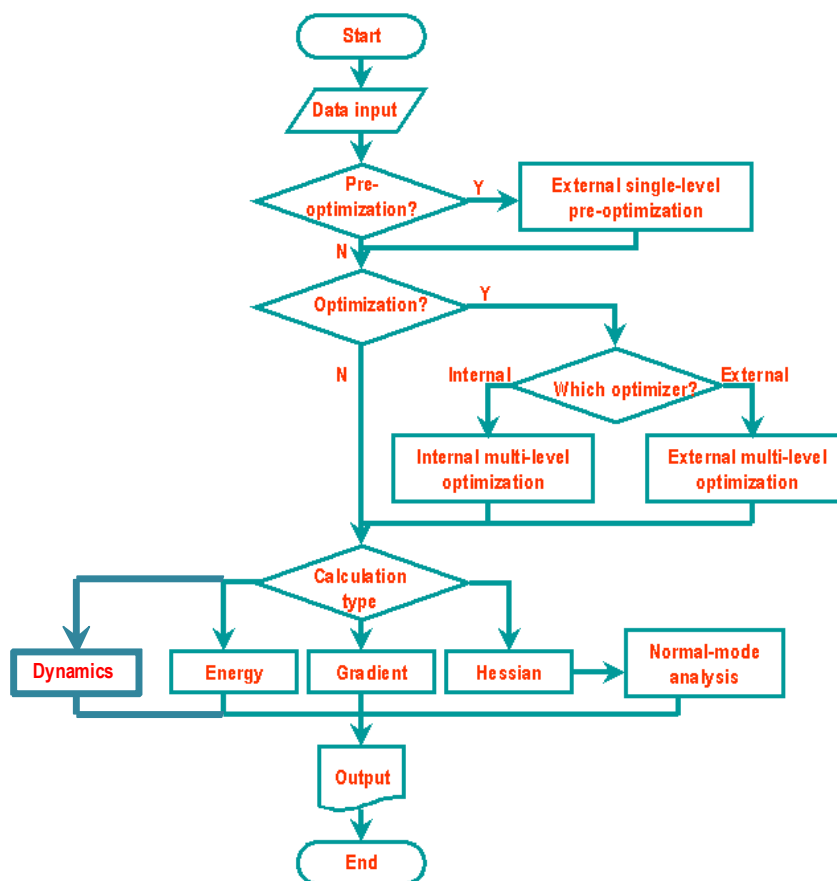 Start
Data input
Pre-
optimization?
Y
External single-level
pre-optimization
N
Optimization?
Y
N
Internal
Which optimizer?
External
Internal multi-level
optimization
External multi-level
optimization
Calculation
type
Dynamics
Energy
Gradient
Hessian
Normal-mode
analysis
Output
End